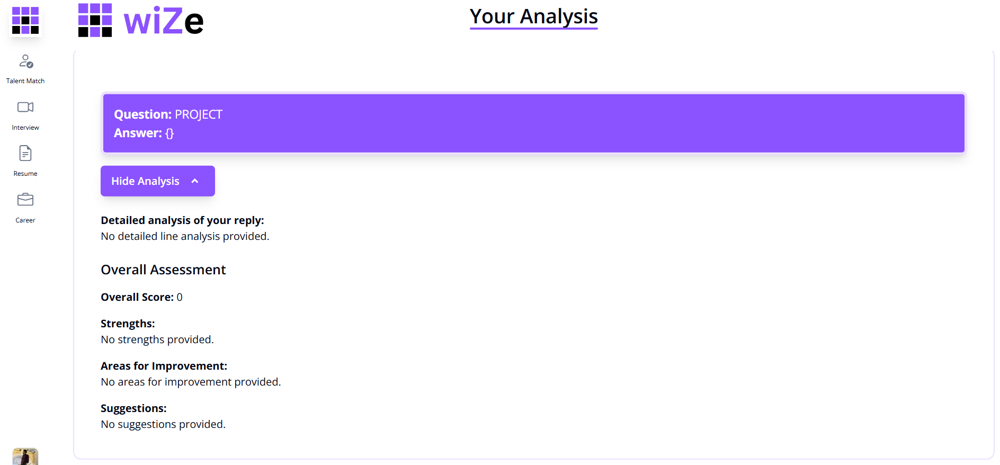 wiZe
Your Analysis
Talent Match
Interview
Resume
Career
Question: PROJECT
Answer: {}
Hide Analysis
Detailed analysis of your reply:
No detailed line analysis provided.
Overall Assessment
Overall Score: 0
Strengths:
No strengths provided.
Areas for Improvement:
No areas for improvement provided.
Suggestions:
No suggestions provided.